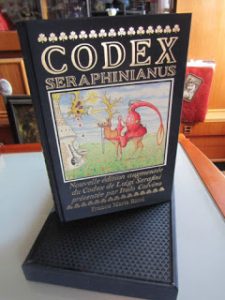 CODEX
SERAPHINIANUS
Nouvelle édition augmentée
du Codex de Luigi Serafini
présentée par Italo Calvino
Franco Maria Ricci